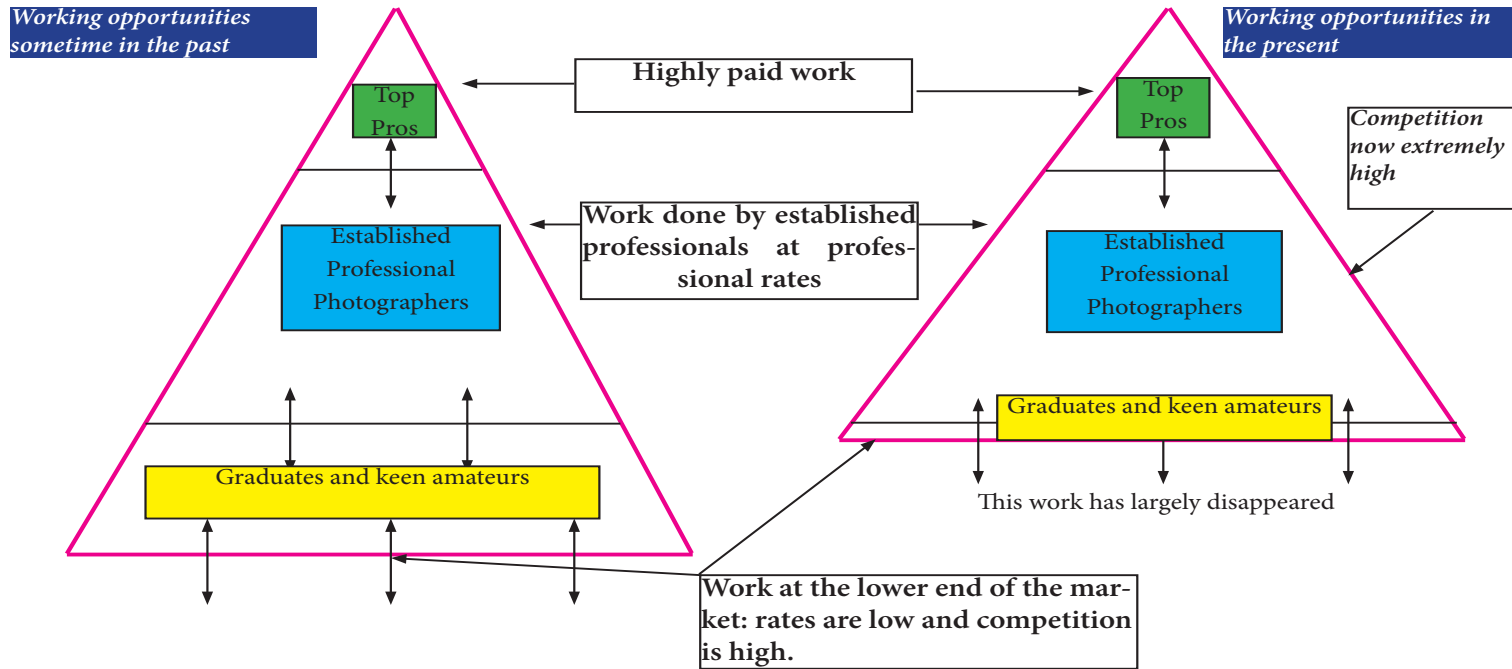 Working opportunities
sometime in the past
Working opportunities in
the present
Highly paid work
Top
Pros
Top
Pros
Competition
now extremely
high
Work done by established
professionals at profes-
sional rates
Established
Professional
Photographers
Established
Professional
Photographers
Graduates and keen amateurs
Graduates and keen amateurs
This work has largely disappeared
Work at the lower end of the mar-
ket: rates are low and competition
is high.